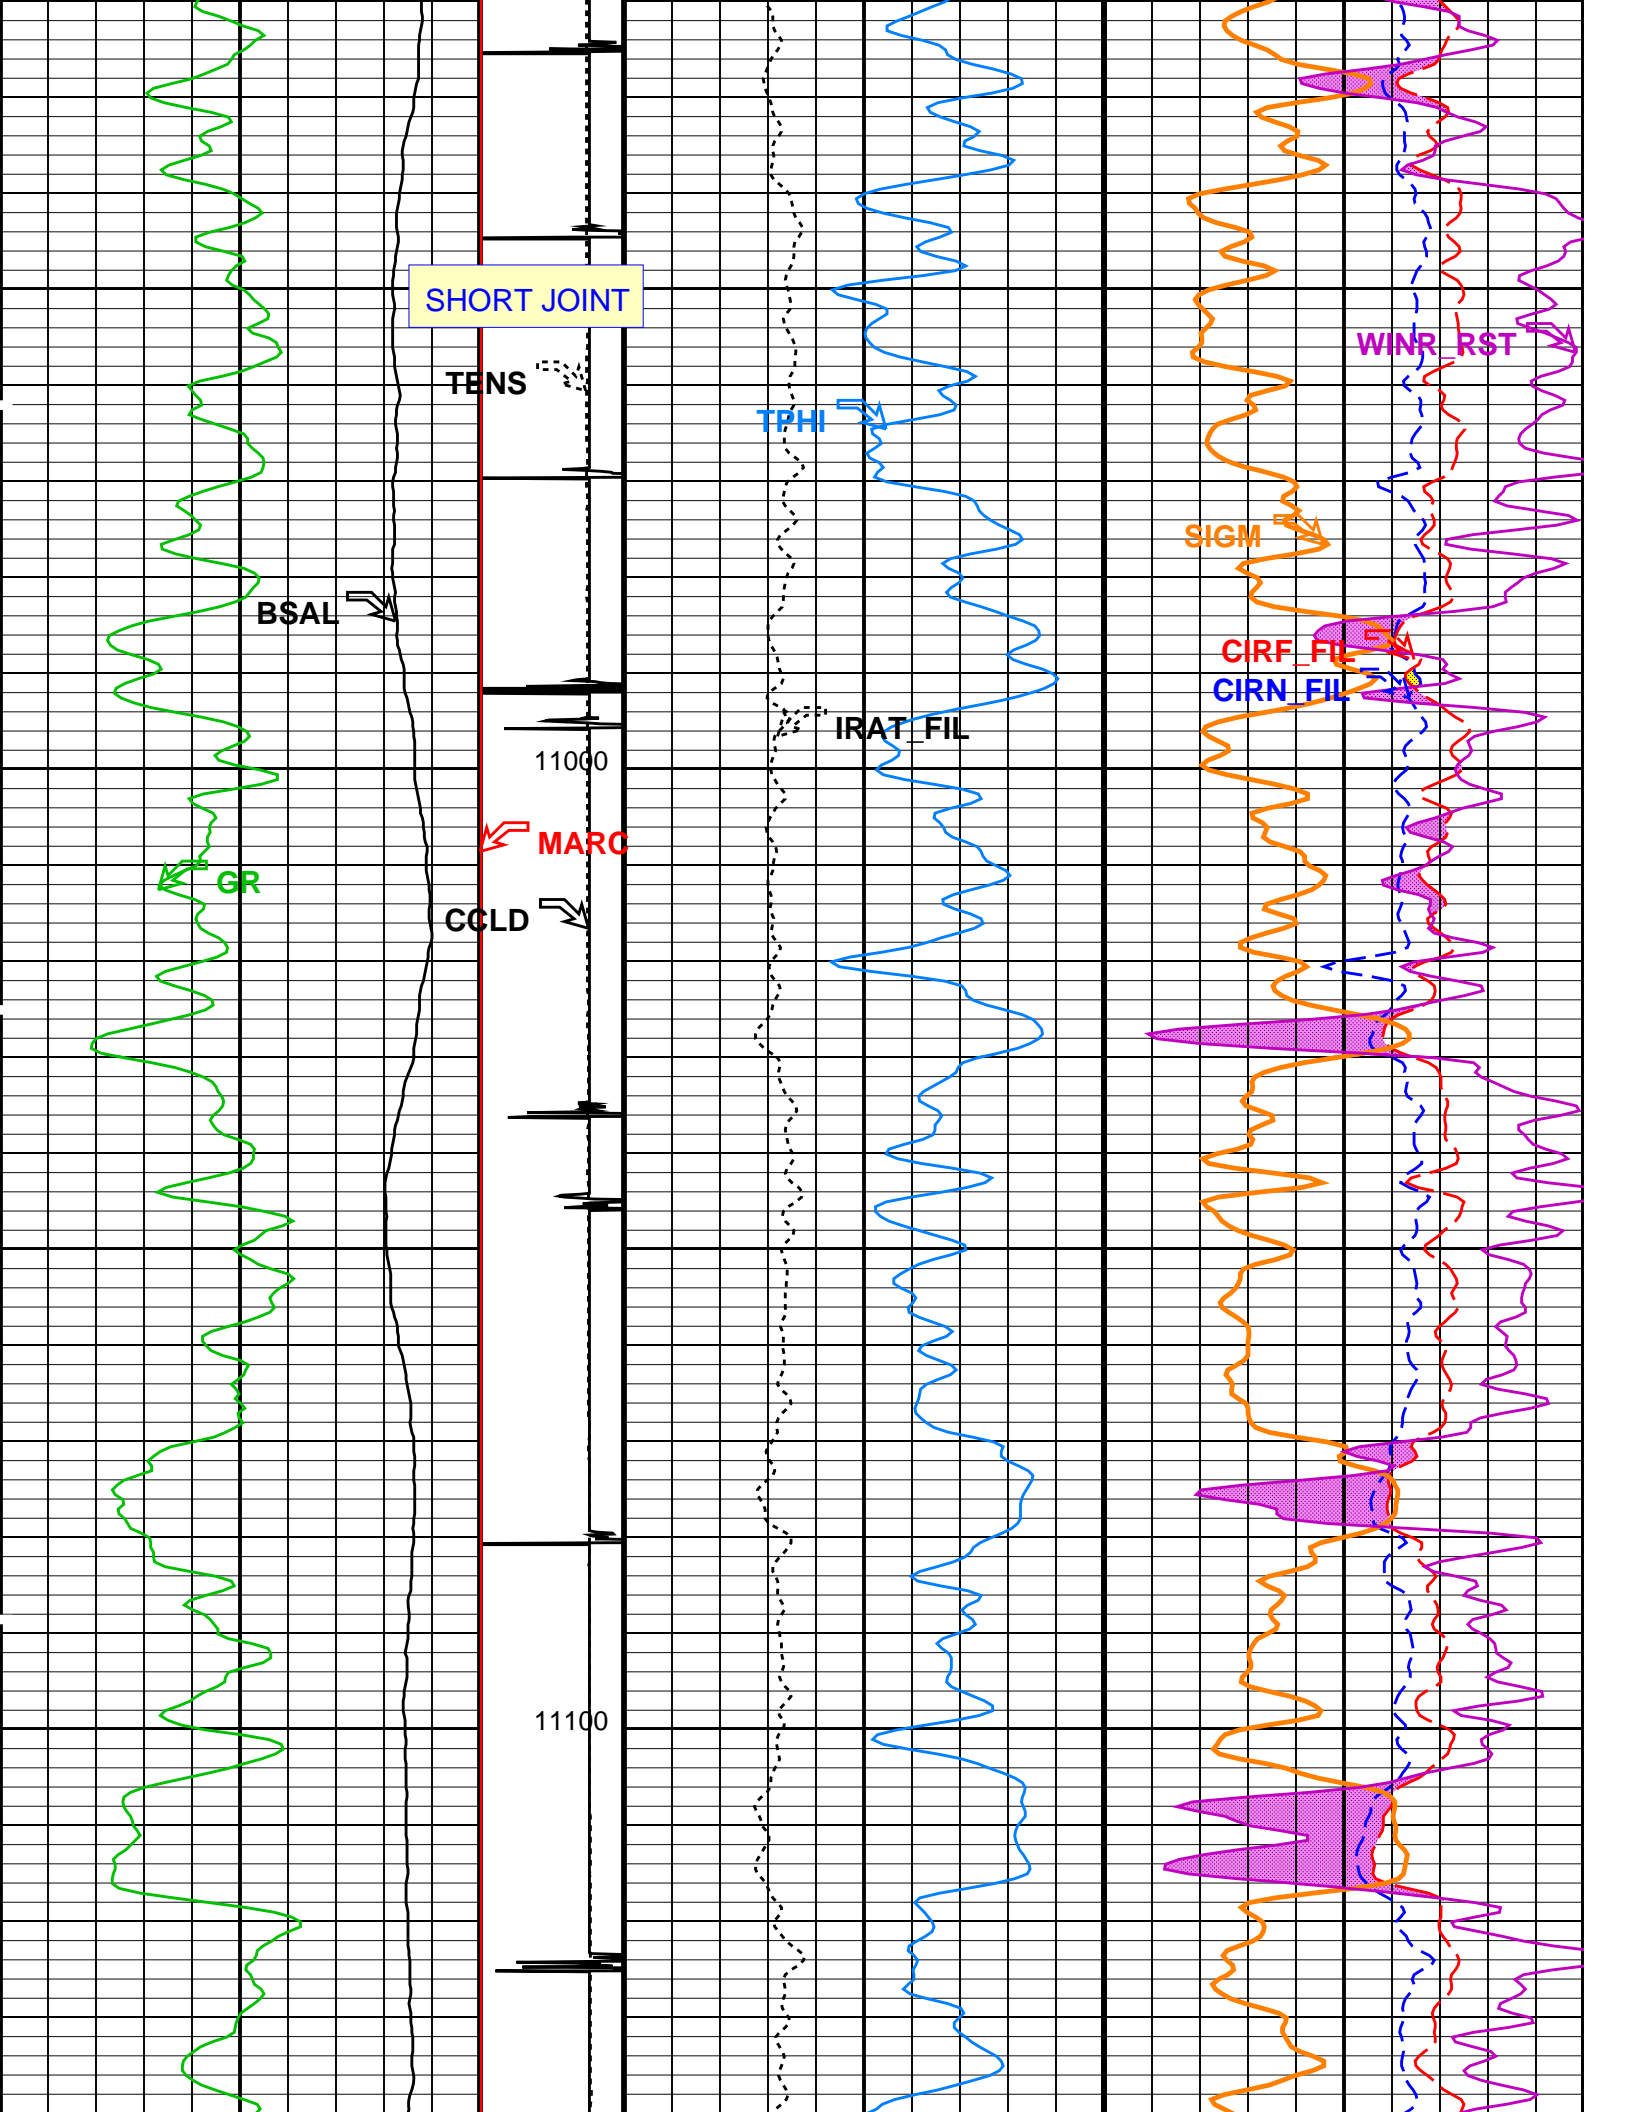 SHORT JOINT
WINR_RST
TENS
TPHI
SIGM
BSAL
CIRF_FIL
CIRN_FIL
IRAT_FIL
11000
MARC
GR
CCLD
11100